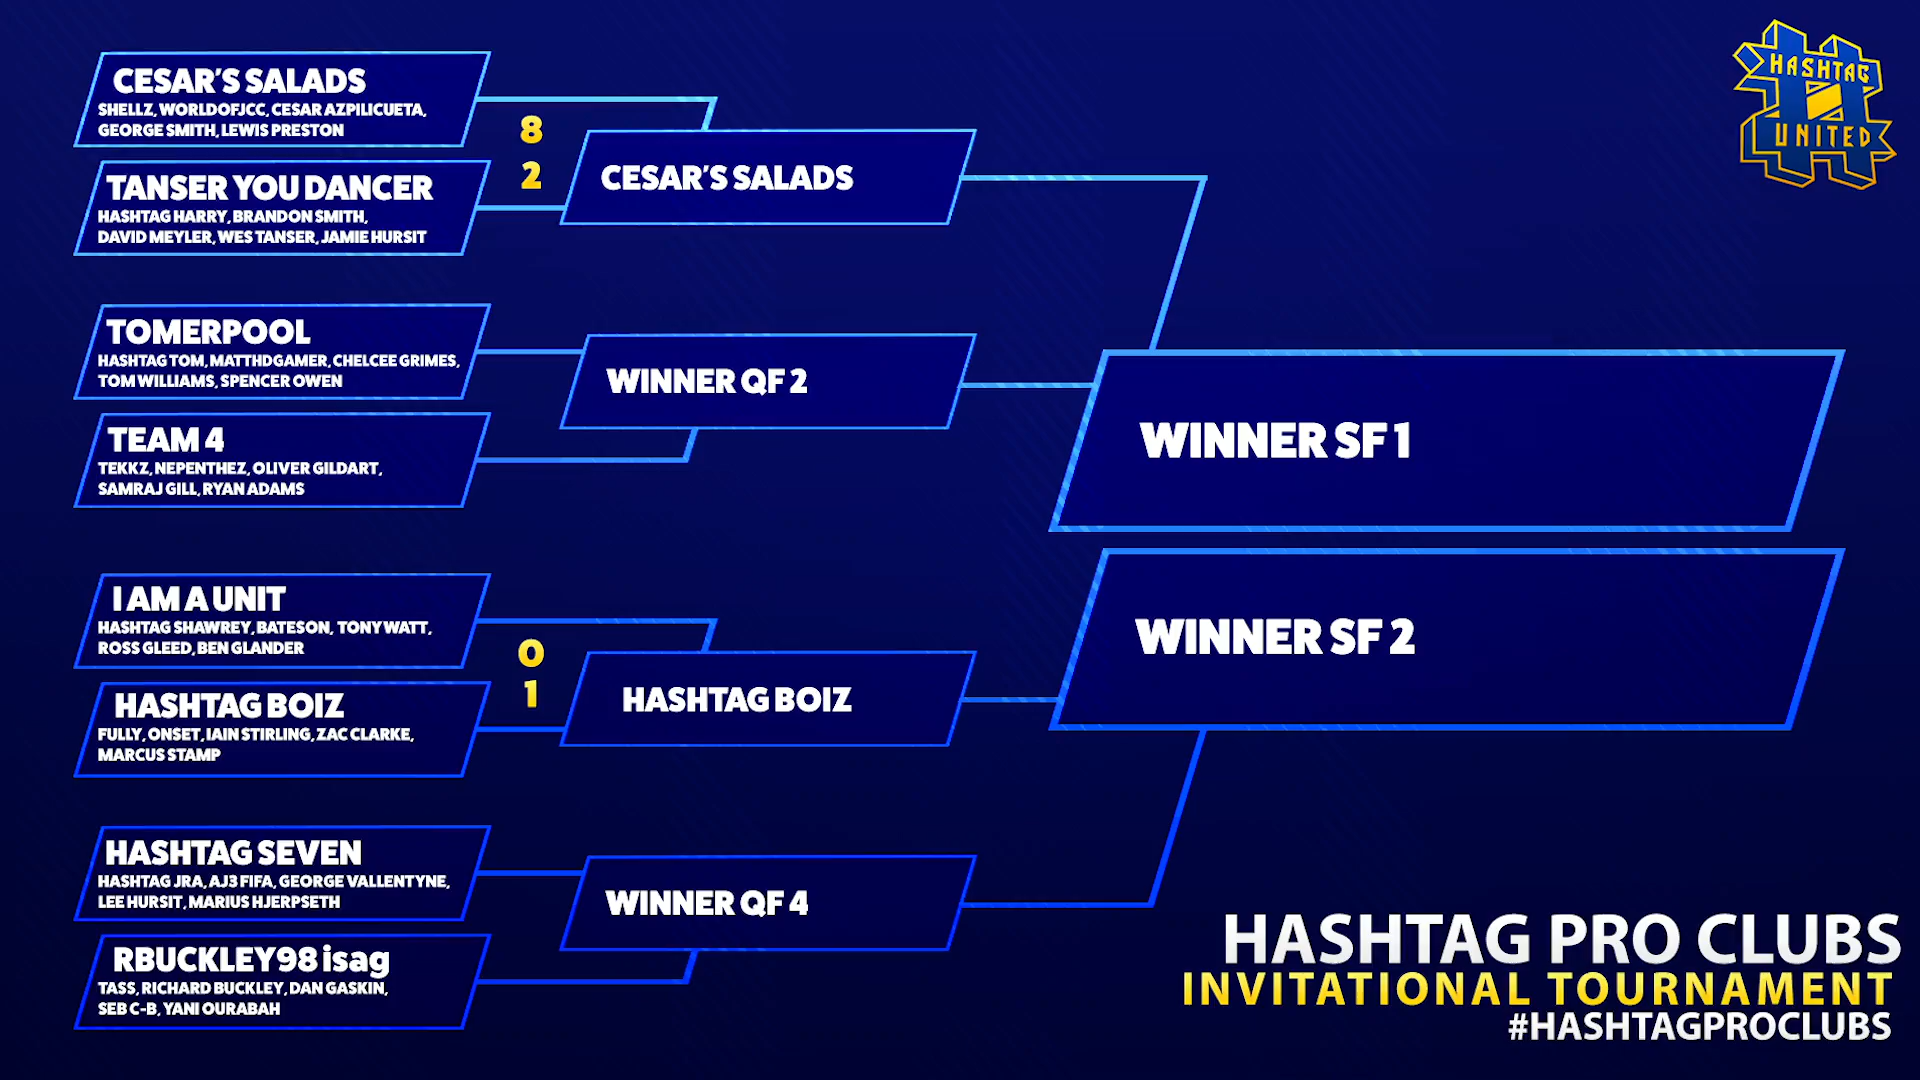 CESAR'S SALADS
SHELLZ, WORLDOFJCC, CESAR AZPILICUETA,
GEORGE SMITH, LEWIS PRESTON
8
2
TANSER YOU DANCER
HASHTAG HARRY, BRANDON SMITH,
DAVID MEYLER, WES TANSER, JAMIE HURSIT
CESAR'S SALADS
TOMERPOOL
HASHTAG TOM, MATTHDGAMER, CHELCEE GRIMES,
TOM WILLIAMS, SPENCER OWEN
TEAM 4
TEKKZ, NEPENTHEZ, OLIVER GILDART,
SAMRAJ GILL, RYAN ADAMS
WINNER QF 2
I AM A UNIT
HASHTAG SHAWREY, BATESON, TONY WATT,
ROSS GLEED, BEN GLANDER
0
1
HASHTAG BOIZ
FULLY, ONSET, IAIN STIRLING, ZAC CLARKE,
MARCUS STAMP
HASHTAG BOIZ
HASHTAG SEVEN
HASHTAG JRA, AJ3 FIFA, GEORGE VALLENTYNE,
LEE HURSIT, MARIUS HJERPSETH
RBUCKLEY98 isag
TASS, RICHARD BUCKLEY, DAN GASKIN,
SEB C-B, YANI OURABAH
WINNER QF 4
WINNER SF 1
WINNER SF 2
HASHTAG
UNITED
HASHTAG PRO CLUBS
INVITATIONAL TOURNAMENT
#HASHTAGPROCLUBS